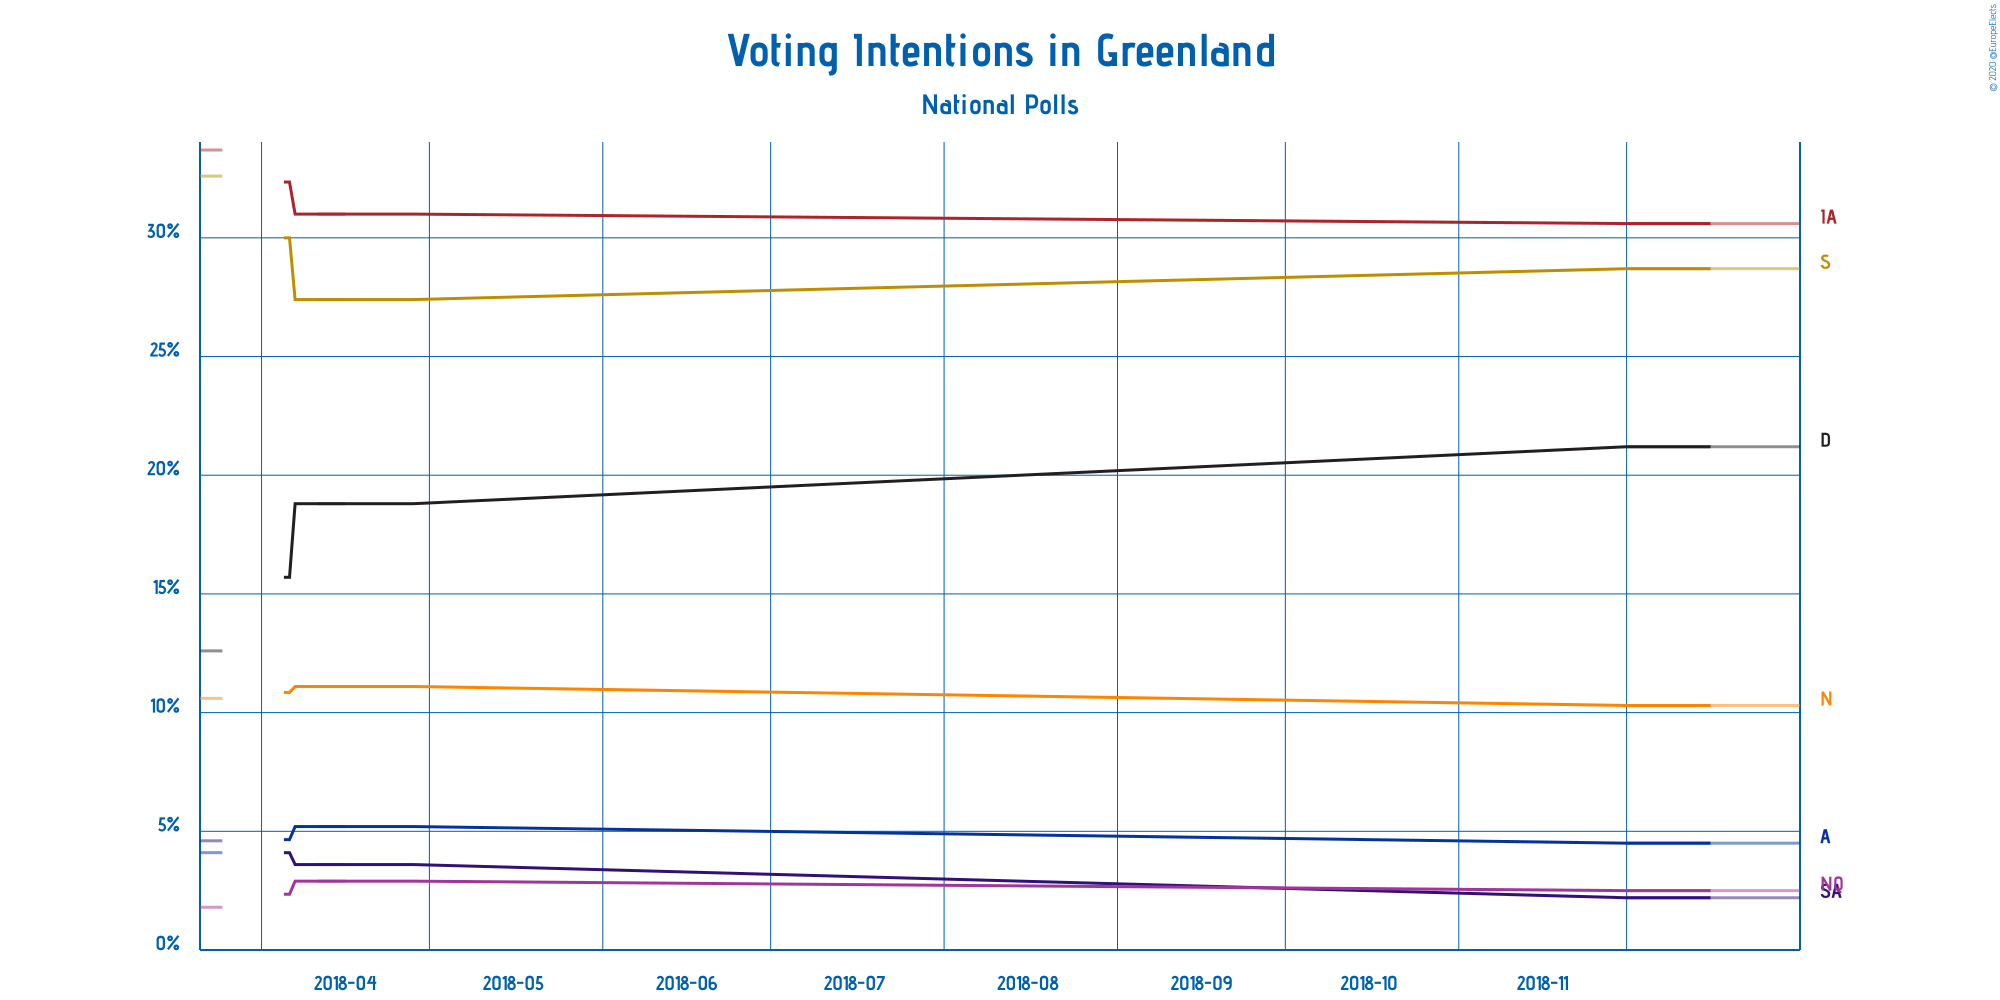 Voting Intentions in Greenland
National Polls
© 2020 @EuropeElects
30%
25%
20%
15%
10%
5%
0%
IA
S
D
N
A
NQ
SA
2018-04
2018-05
2018-06
2018-07
2018-08
2018-09
2018-10
2018-11